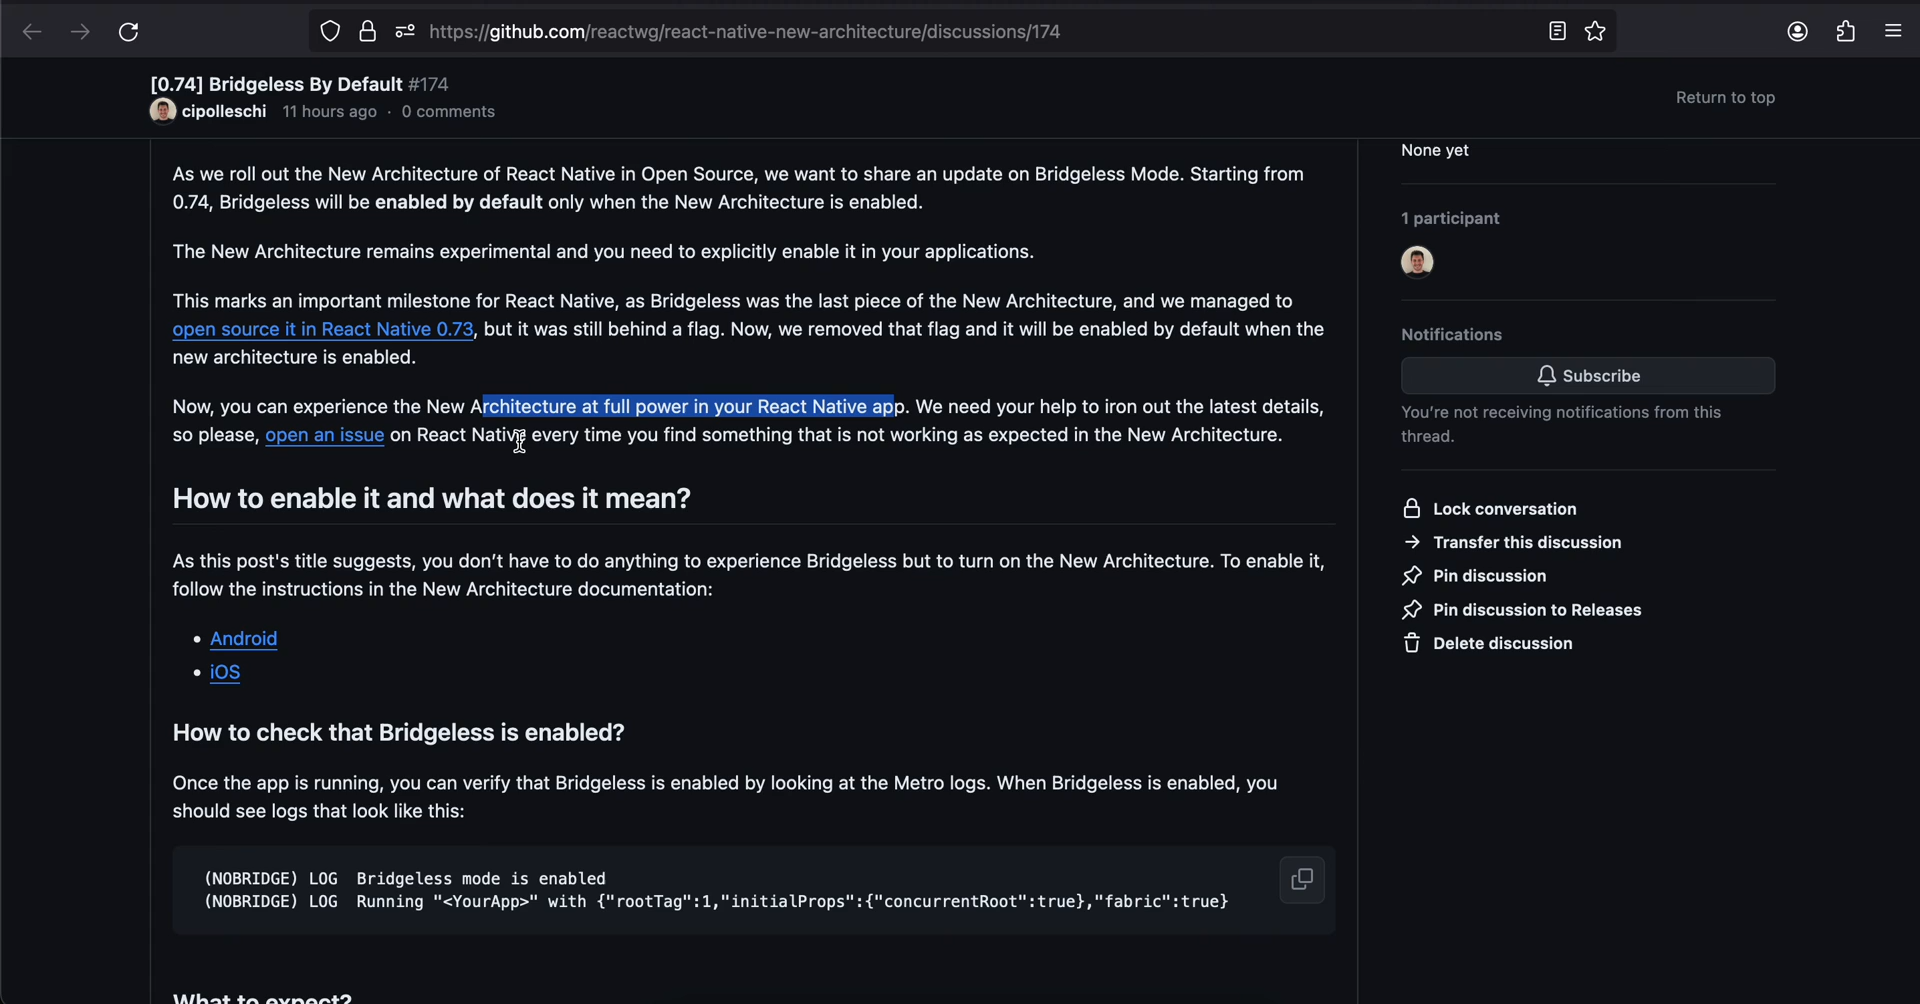 https://github.com/reactwg/react-native-new-architecture/discussions/174
[0.74] Bridgeless By Default #174
cipolleschi 11 hours ago · 0 comments
Return to top
As we roll out the New Architecture of React Native in Open Source, we want to share an update on Bridgeless Mode. Starting from
0.74, Bridgeless will be enabled by default only when the New Architecture is enabled.
The New Architecture remains experimental and you need to explicitly enable it in your applications.
This marks an important milestone for React Native, as Bridgeless was the last piece of the New Architecture, and we managed to
open source it in React Native 0.73, but it was still behind a flag. Now, we removed that flag and it will be enabled by default when the
new architecture is enabled.
Now, you can experience the New Architecture at full power in your React Native app. We need your help to iron out the latest details,
so please, open an issue on React Native every time you find something that is not working as expected in the New Architecture.
How to enable it and what does it mean?
As this post's title suggests, you don’t have to do anything to experience Bridgeless but to turn on the New Architecture. To enable it,
follow the instructions in the New Architecture documentation:
• Android
• iOS
How to check that Bridgeless is enabled?
Once the app is running, you can verify that Bridgeless is enabled by looking at the Metro logs. When Bridgeless is enabled, you
should see logs that look like this:
(NOBRIDGE) LOG  Bridgeless mode is enabled
(NOBRIDGE) LOG  Running "<YourApp>" with {"rootTag":1,"initialProps":{"concurrentRoot":true},"fabric":true}
What to expect?
None yet
1 participant
Notifications
Subscribe
You're not receiving notifications from this
thread.
Lock conversation
Transfer this discussion
Pin discussion
Pin discussion to Releases
Delete discussion